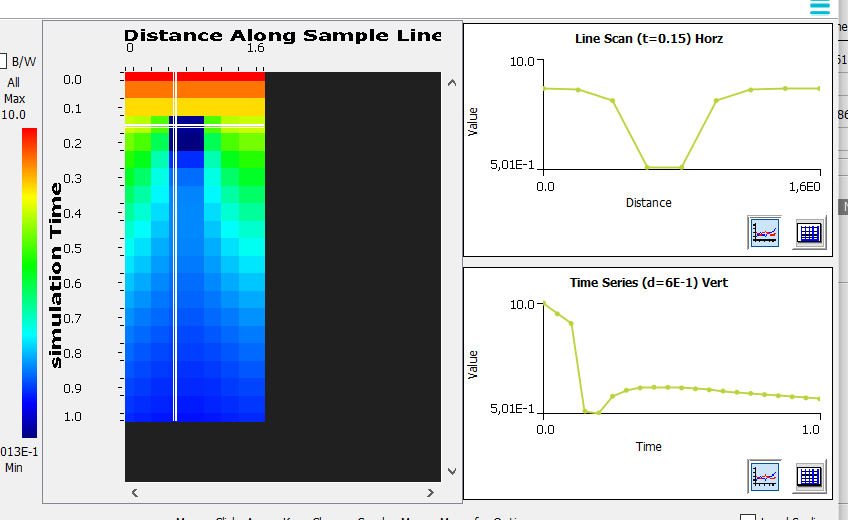 B/W
All
Max
10.0
013E-1
Min
Distance Along Sample Line
0 1.6
simulation Time
0.0
0.1
0.2
0.3
0.4
0.5
0.6
0.7
0.8
0.9
1.0
Line Scan (t=0.15) Horz
10.0
Value
5,01E-1
0.0 1,6E0
Distance
Time Series (d=6E-1) Vert
10.0
Value
5,01E-1
0.0 1.0
Time